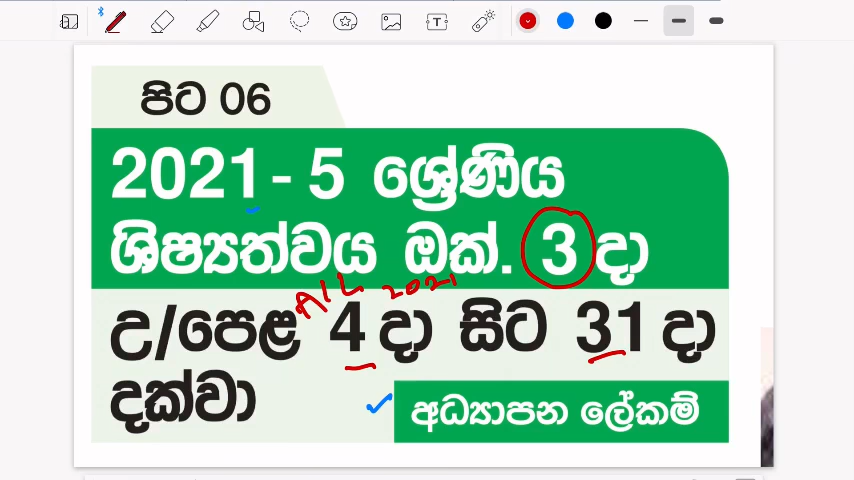 T
පිට 06
2021 - 5 ශ්‍රේණිය
ශිෂ්‍යත්වය ඔක්. 3 දා
A/L 2021
උ/පෙළ 4 දා සිට 31 දා
දක්වා
අධ්‍යාපන ලේකම්